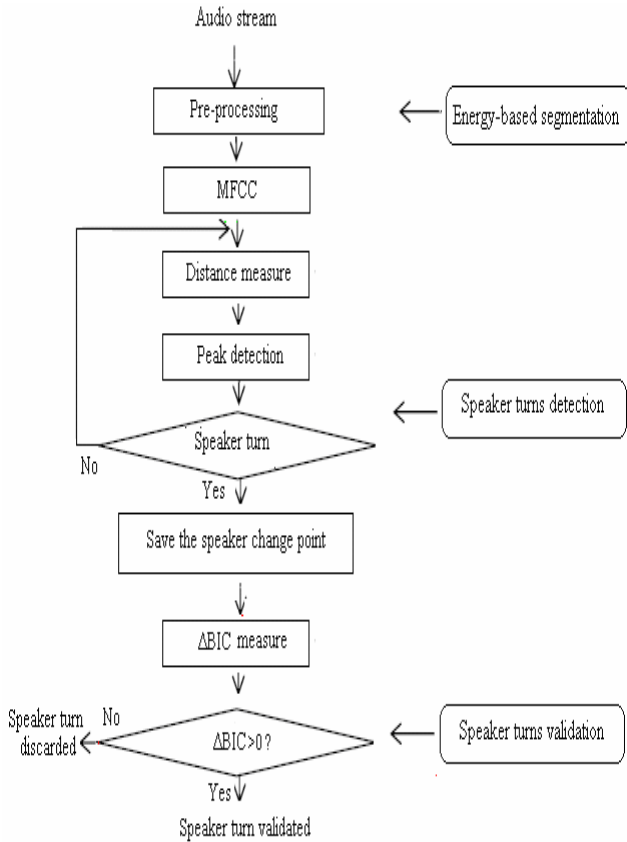 Audio stream
Pre-processing
Energy-based segmentation
MFCC
Distance measure
Peak detection
Speaker turns detection
Speaker turn
No
Yes
Save the speaker change point
ΔBIC measure
Speaker turn
discarded
No
ΔBIC>0?
Speaker turns validation
Yes
Speaker turn validated